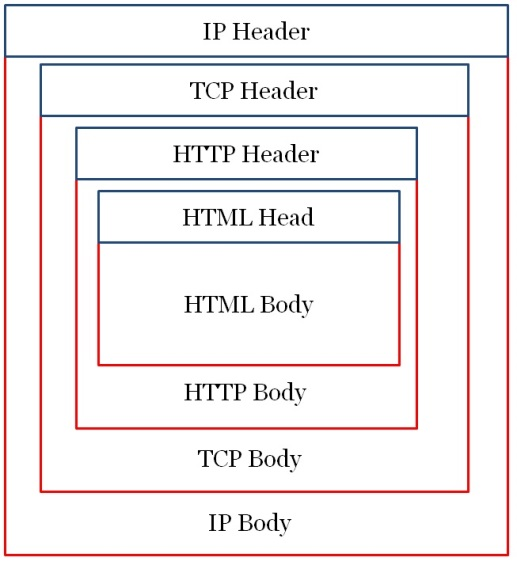 IP Header
TCP Header
HTTP Header
HTML Head
HTML Body
HTTP Body
TCP Body
IP Body